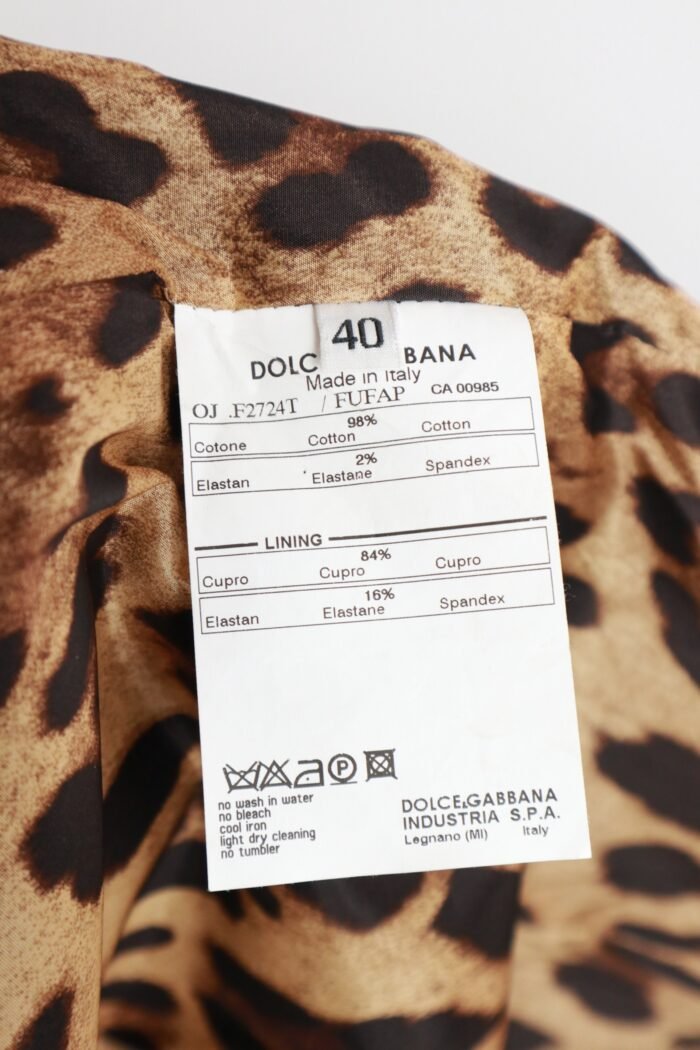 40
DOLC BANA
Made in Italy
OJ .F2724T / FUFAP CA 00985
98%
Cotone Cotton Cotton
2%
Elastan Elastane Spandex
LINING
84%
Cupro Cupro Cupro
16%
Elastan Elastane Spandex
P
no wash in water
no bleach
cool iron
light dry cleaning
no tumbler
DOLCE&GABBANA
INDUSTRIA S.P.A.
Legnano (MI) Italy